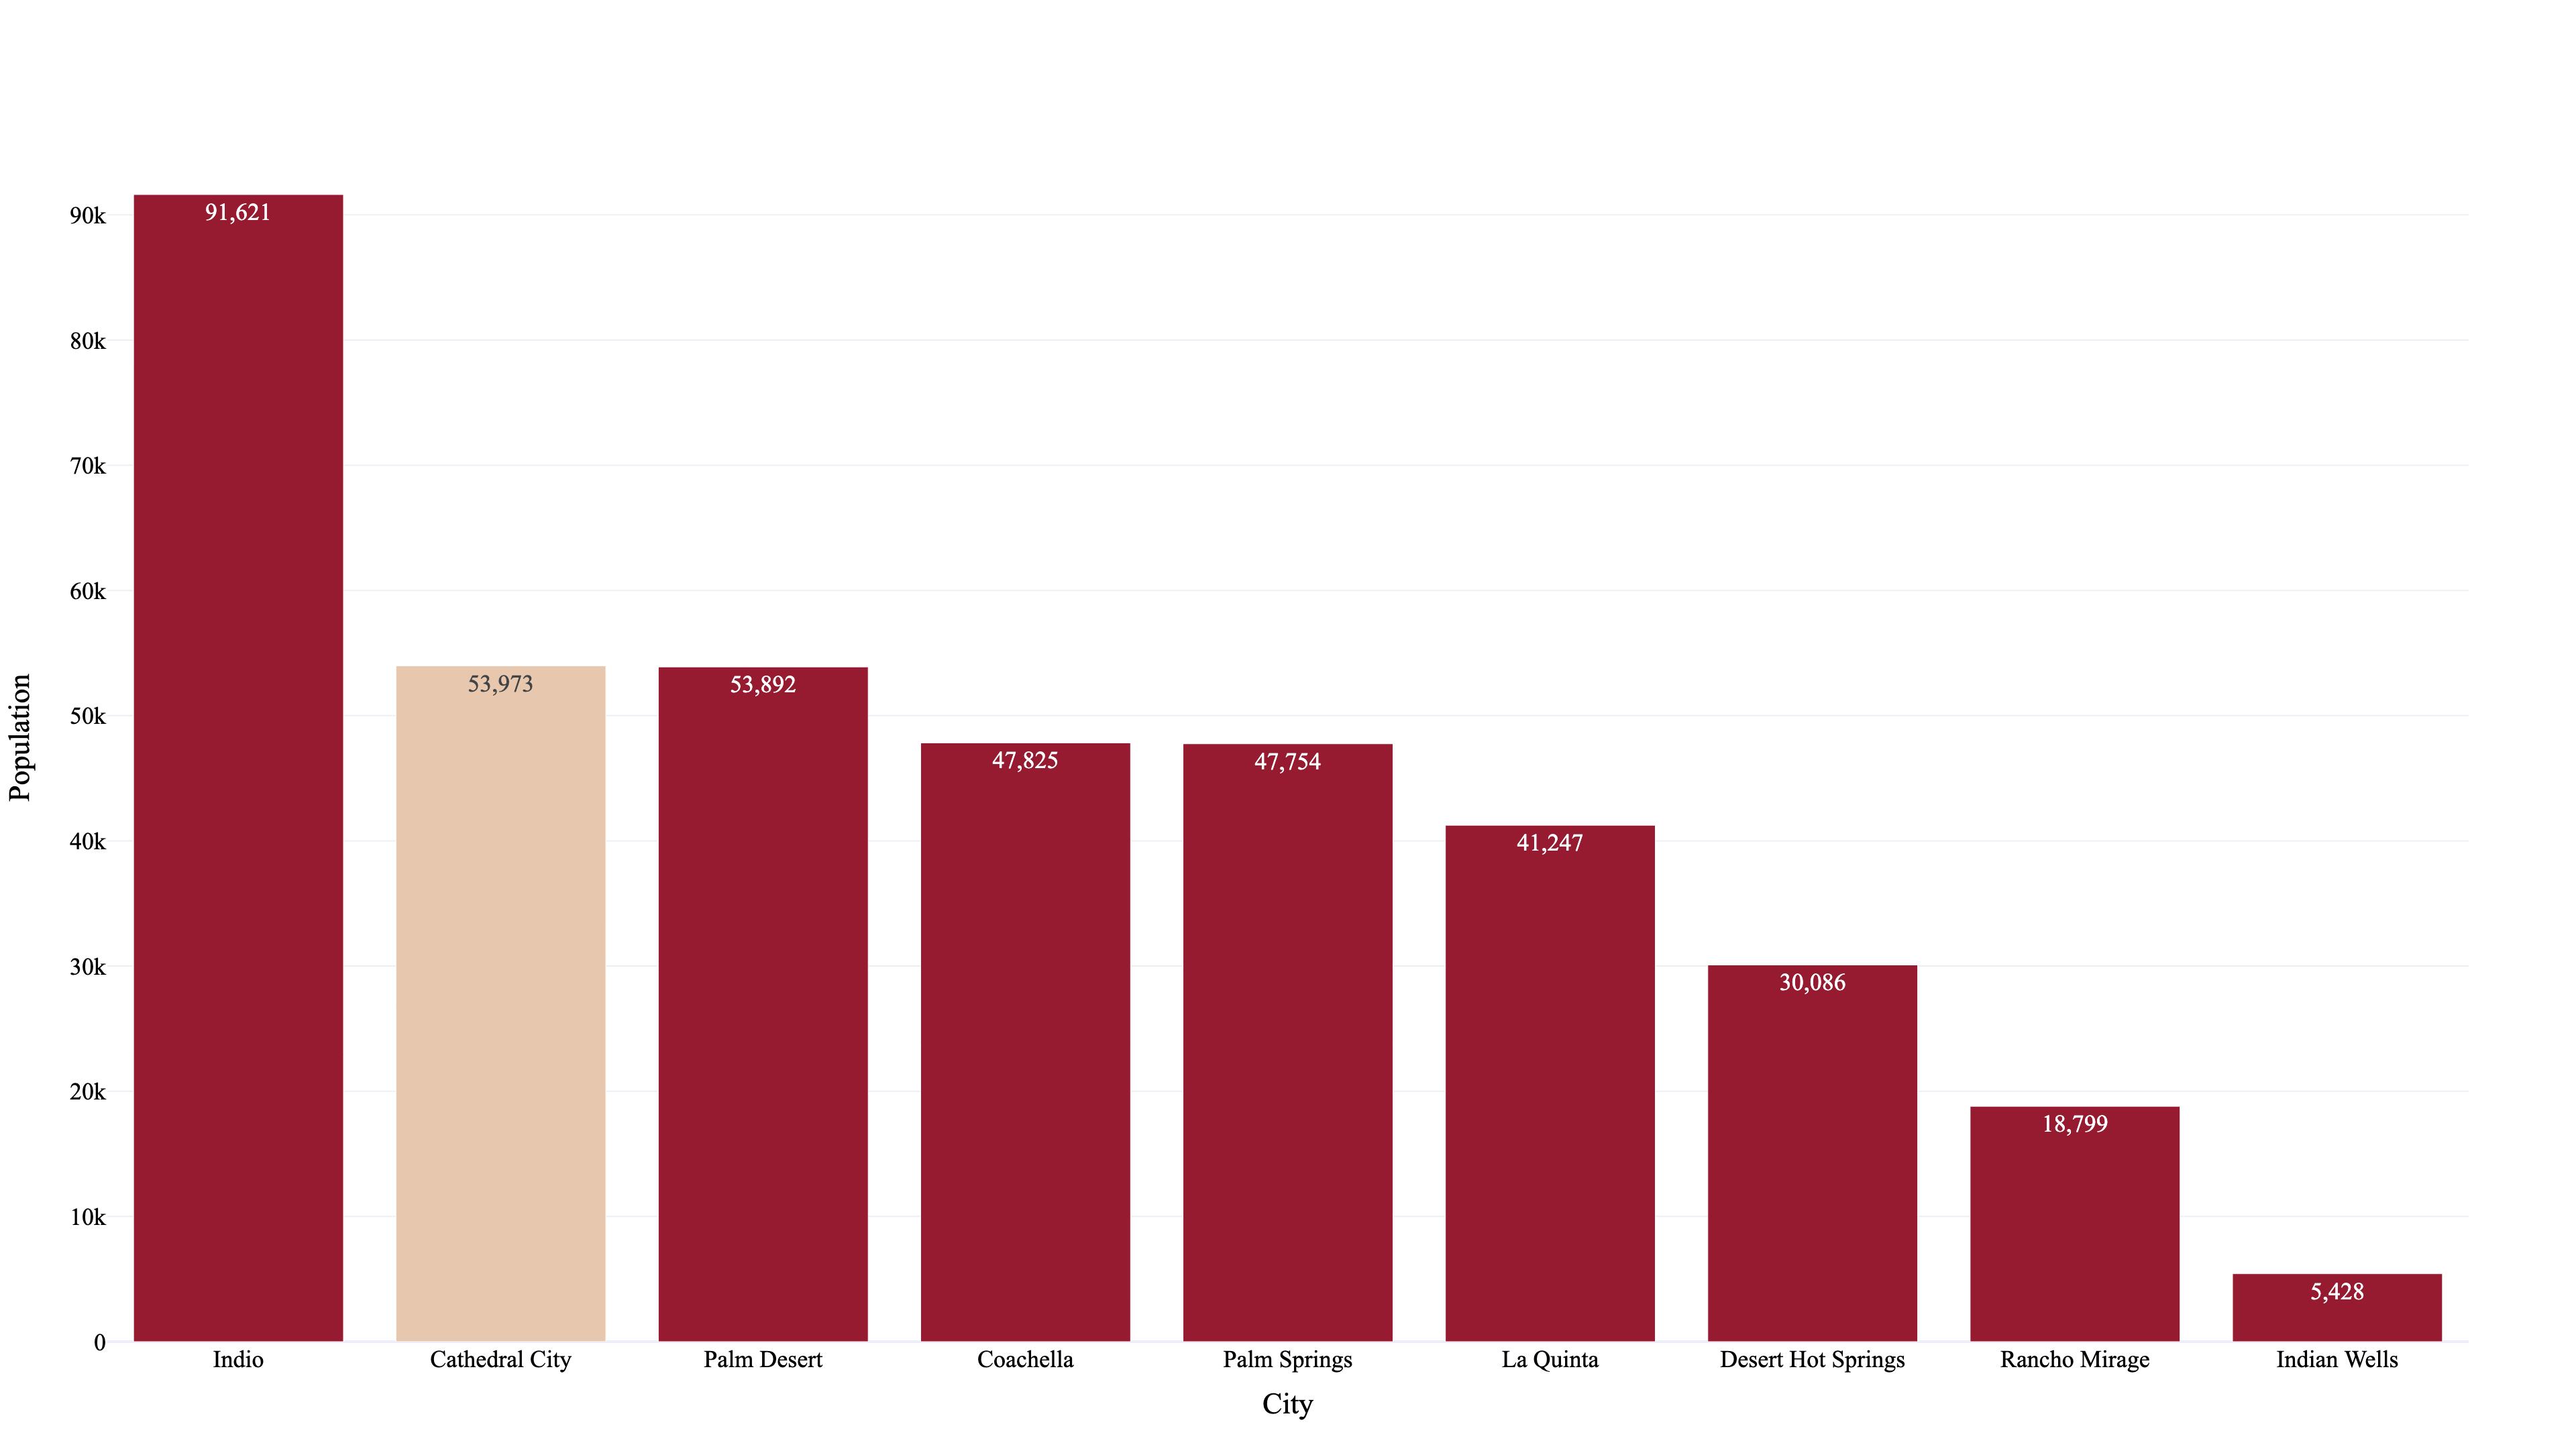 91,621
90k
80k
70k
60k
53,973
53,892
50k
47,825
47,754
41,247
40k
30,086
30k
20k
18,799
10k
5,428
0
Population
Indio
Cathedral City
Palm Desert
Coachella
Palm Springs
La Quinta
Desert Hot Springs
Rancho Mirage
Indian Wells
City